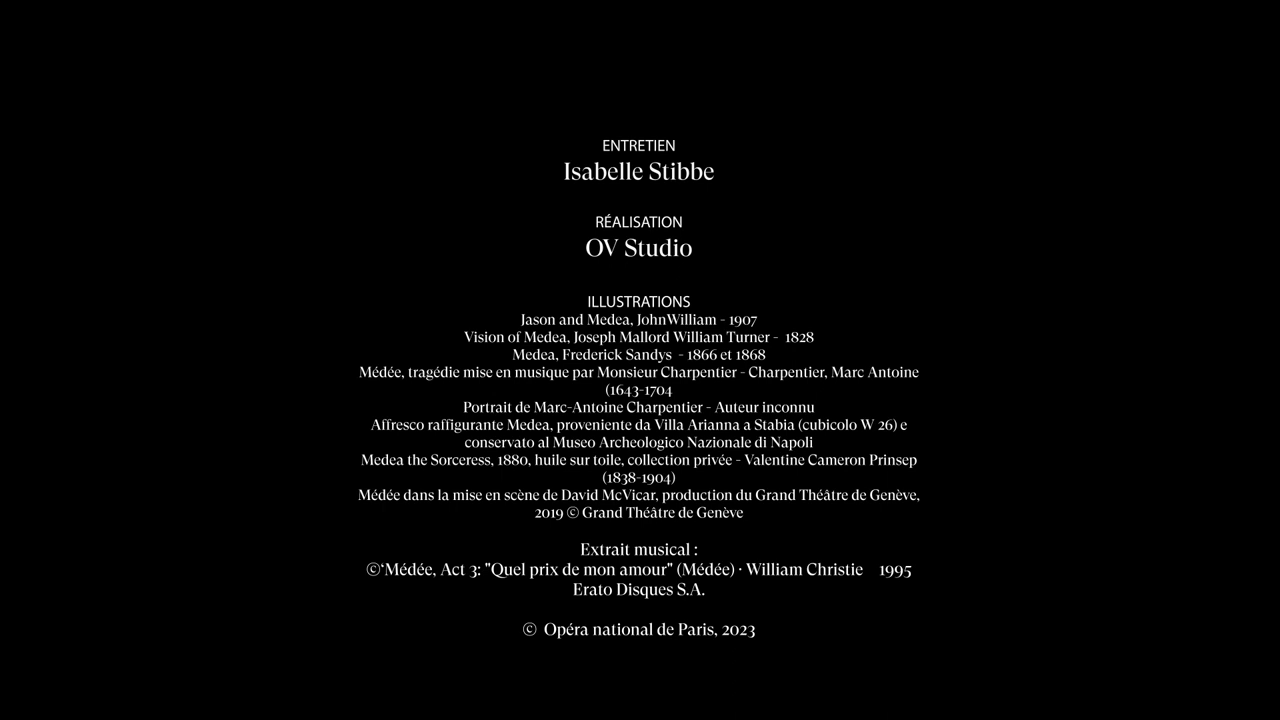 ENTRETIEN
Isabelle Stibbe
RÉALISATION
OV Studio
ILLUSTRATIONS
Jason and Medea, JohnWilliam - 1907
Vision of Medea, Joseph Mallord William Turner - 1828
Medea, Frederick Sandys - 1866 et 1868
Médée, tragédie mise en musique par Monsieur Charpentier - Charpentier, Marc Antoine
(1643-1704
Portrait de Marc-Antoine Charpentier - Auteur inconnu
Affresco raffigurante Medea, proveniente da Villa Arianna a Stabia (cubicolo W 26) e
conservato al Museo Archeologico Nazionale di Napoli
Medea the Sorceress, 1880, huile sur toile, collection privée - Valentine Cameron Prinsep
(1838-1904)
Médée dans la mise en scène de David McVicar, production du Grand Théâtre de Genève,
2019 © Grand Théâtre de Genève
Extrait musical :
©‘Médée, Act 3: "Quel prix de mon amour" (Médée) · William Christie 1995
Erato Disques S.A.
© Opéra national de Paris, 2023